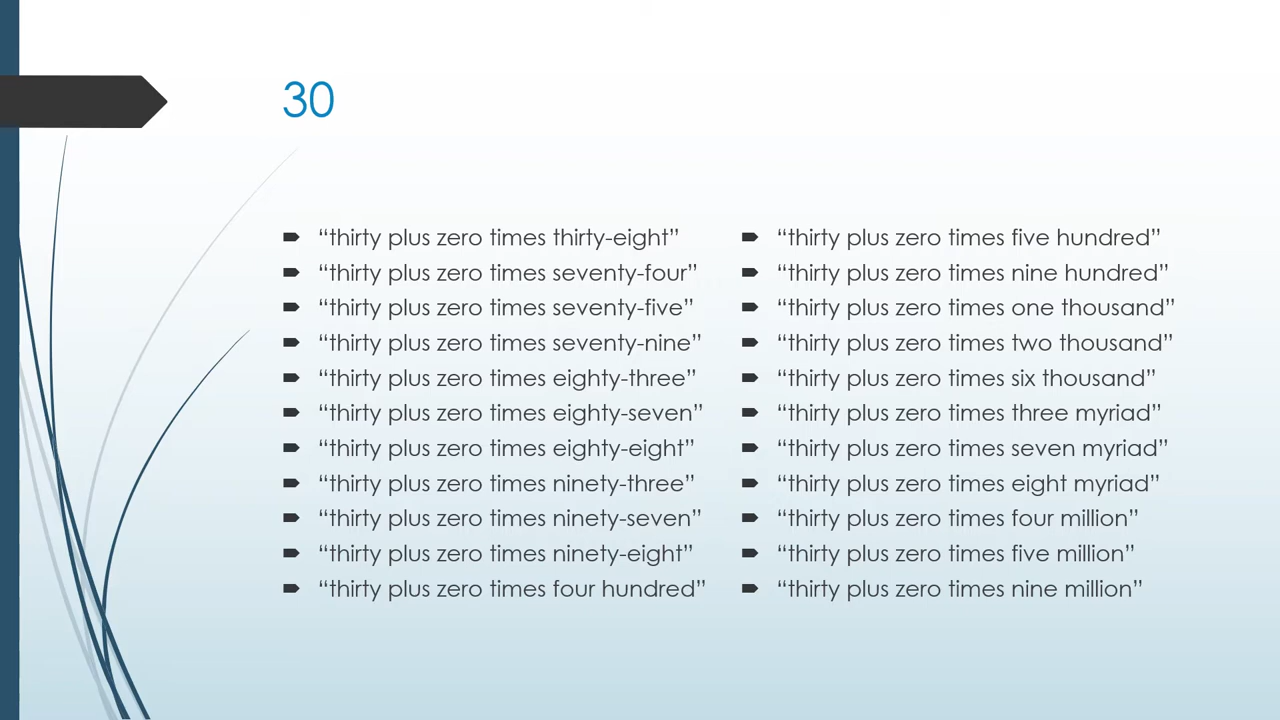 30
“thirty plus zero times thirty-eight”
“thirty plus zero times seventy-four”
“thirty plus zero times seventy-five”
“thirty plus zero times seventy-nine”
“thirty plus zero times eighty-three”
“thirty plus zero times eighty-seven”
“thirty plus zero times eighty-eight”
“thirty plus zero times ninety-three”
“thirty plus zero times ninety-seven”
“thirty plus zero times ninety-eight”
“thirty plus zero times four hundred”
“thirty plus zero times five hundred”
“thirty plus zero times nine hundred”
“thirty plus zero times one thousand”
“thirty plus zero times two thousand”
“thirty plus zero times six thousand”
“thirty plus zero times three myriad”
“thirty plus zero times seven myriad”
“thirty plus zero times eight myriad”
“thirty plus zero times four million”
“thirty plus zero times five million”
“thirty plus zero times nine million”